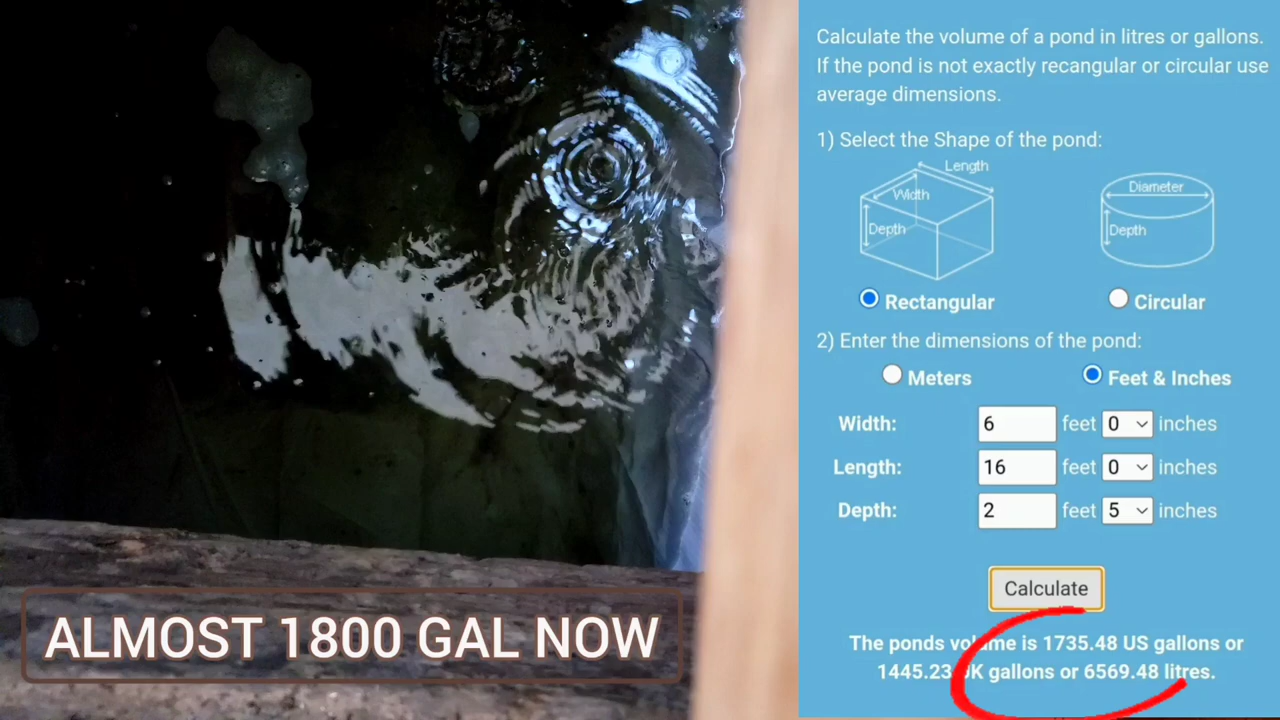 ALMOST 1800 GAL NOW
Calculate the volume of a pond in litres or gallons.
If the pond is not exactly recangular or circular use
average dimensions.
1) Select the Shape of the pond:
Length
Width
Depth
Diameter
Depth
Rectangular
Circular
2) Enter the dimensions of the pond:
Meters
Feet & Inches
Width: 6 feet 0 inches
Length: 16 feet 0 inches
Depth: 2 feet 5 inches
Calculate
The ponds volume is 1735.48 US gallons or
1445.23 UK gallons or 6569.48 litres.